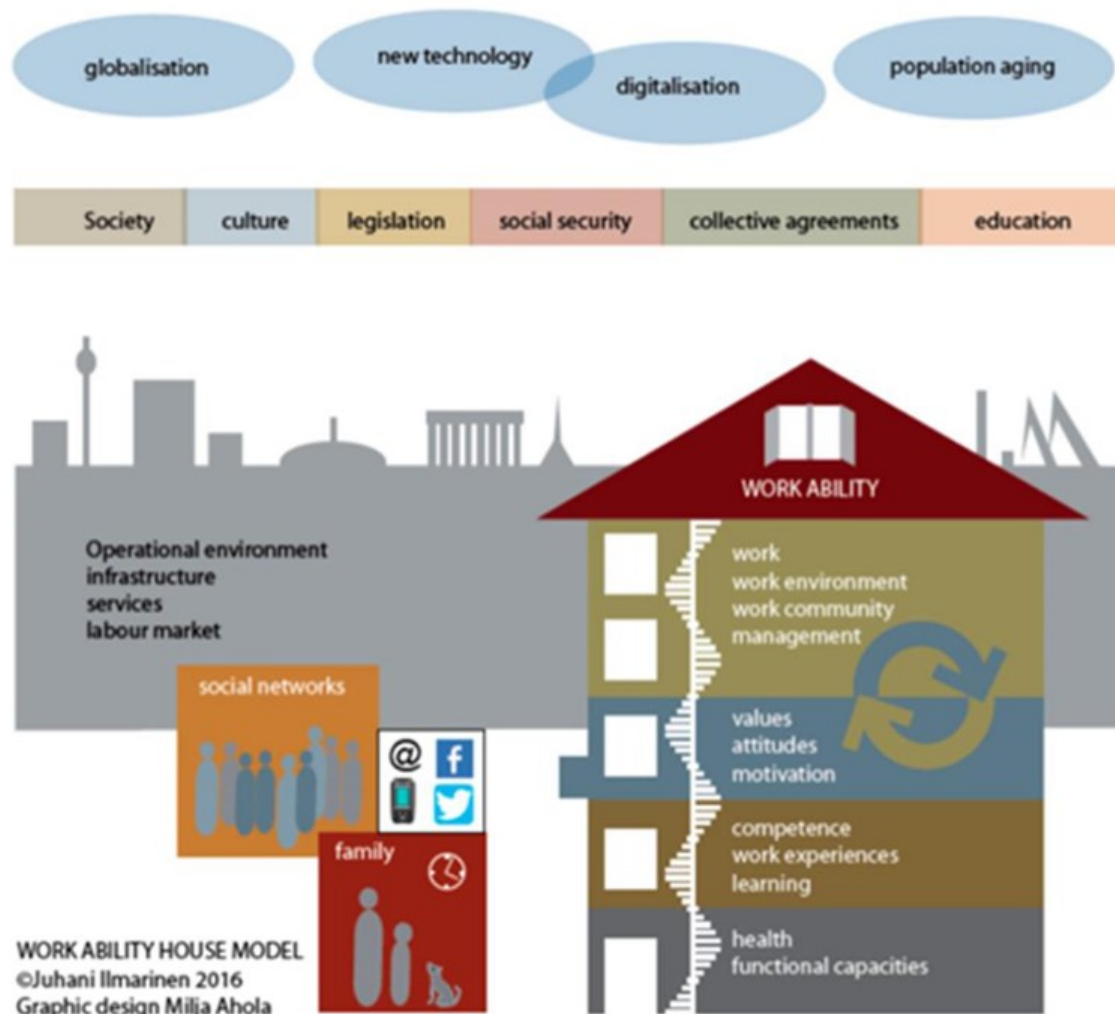 globalisation
new technology
digitalisation
population aging
Society
culture
legislation
social security
collective agreements
education
WORK ABILITY
Operational environment
infrastructure
services
labour market
work
work environment
work community
management
social networks
values
attitudes
motivation
@
f
family
competence
work experiences
learning
health
functional capacities
WORK ABILITY HOUSE MODEL
©Juhani Ilmarinen 2016
Graphic design Milja Ahola